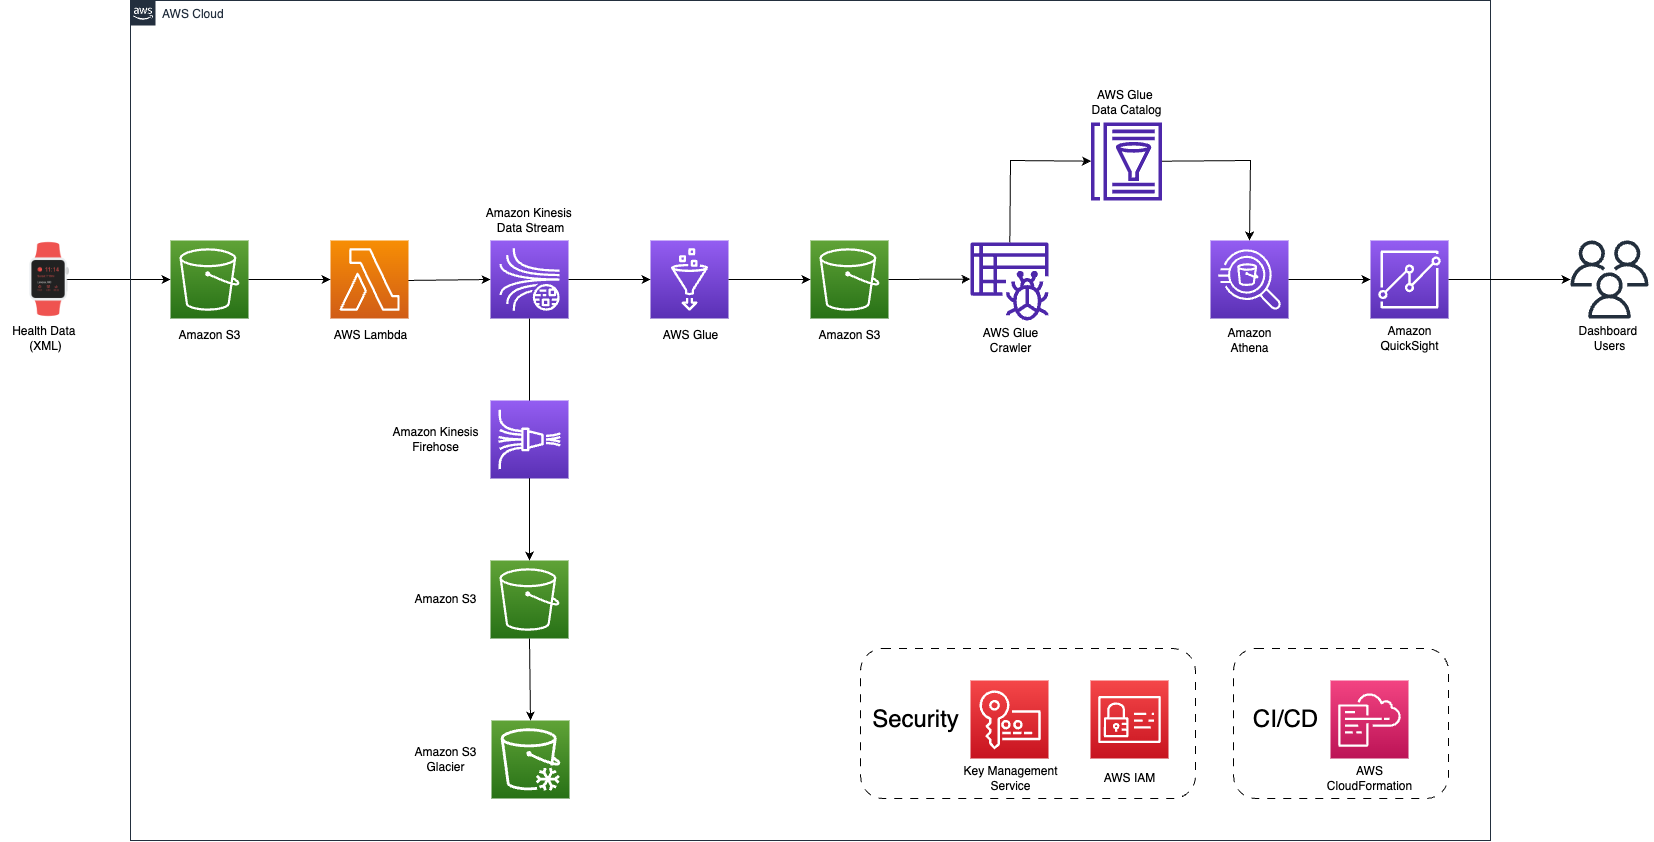 aws
AWS Cloud
AWS Glue
Data Catalog
Amazon Kinesis
Data Stream
Health Data
(XML)
Amazon S3
AWS Lambda
AWS Glue
Amazon S3
AWS Glue
Crawler
Amazon
Athena
Amazon
QuickSight
Dashboard
Users
Amazon Kinesis
Firehose
Amazon S3
Amazon S3
Glacier
Security
Key Management
Service
AWS IAM
CI/CD
AWS
CloudFormation